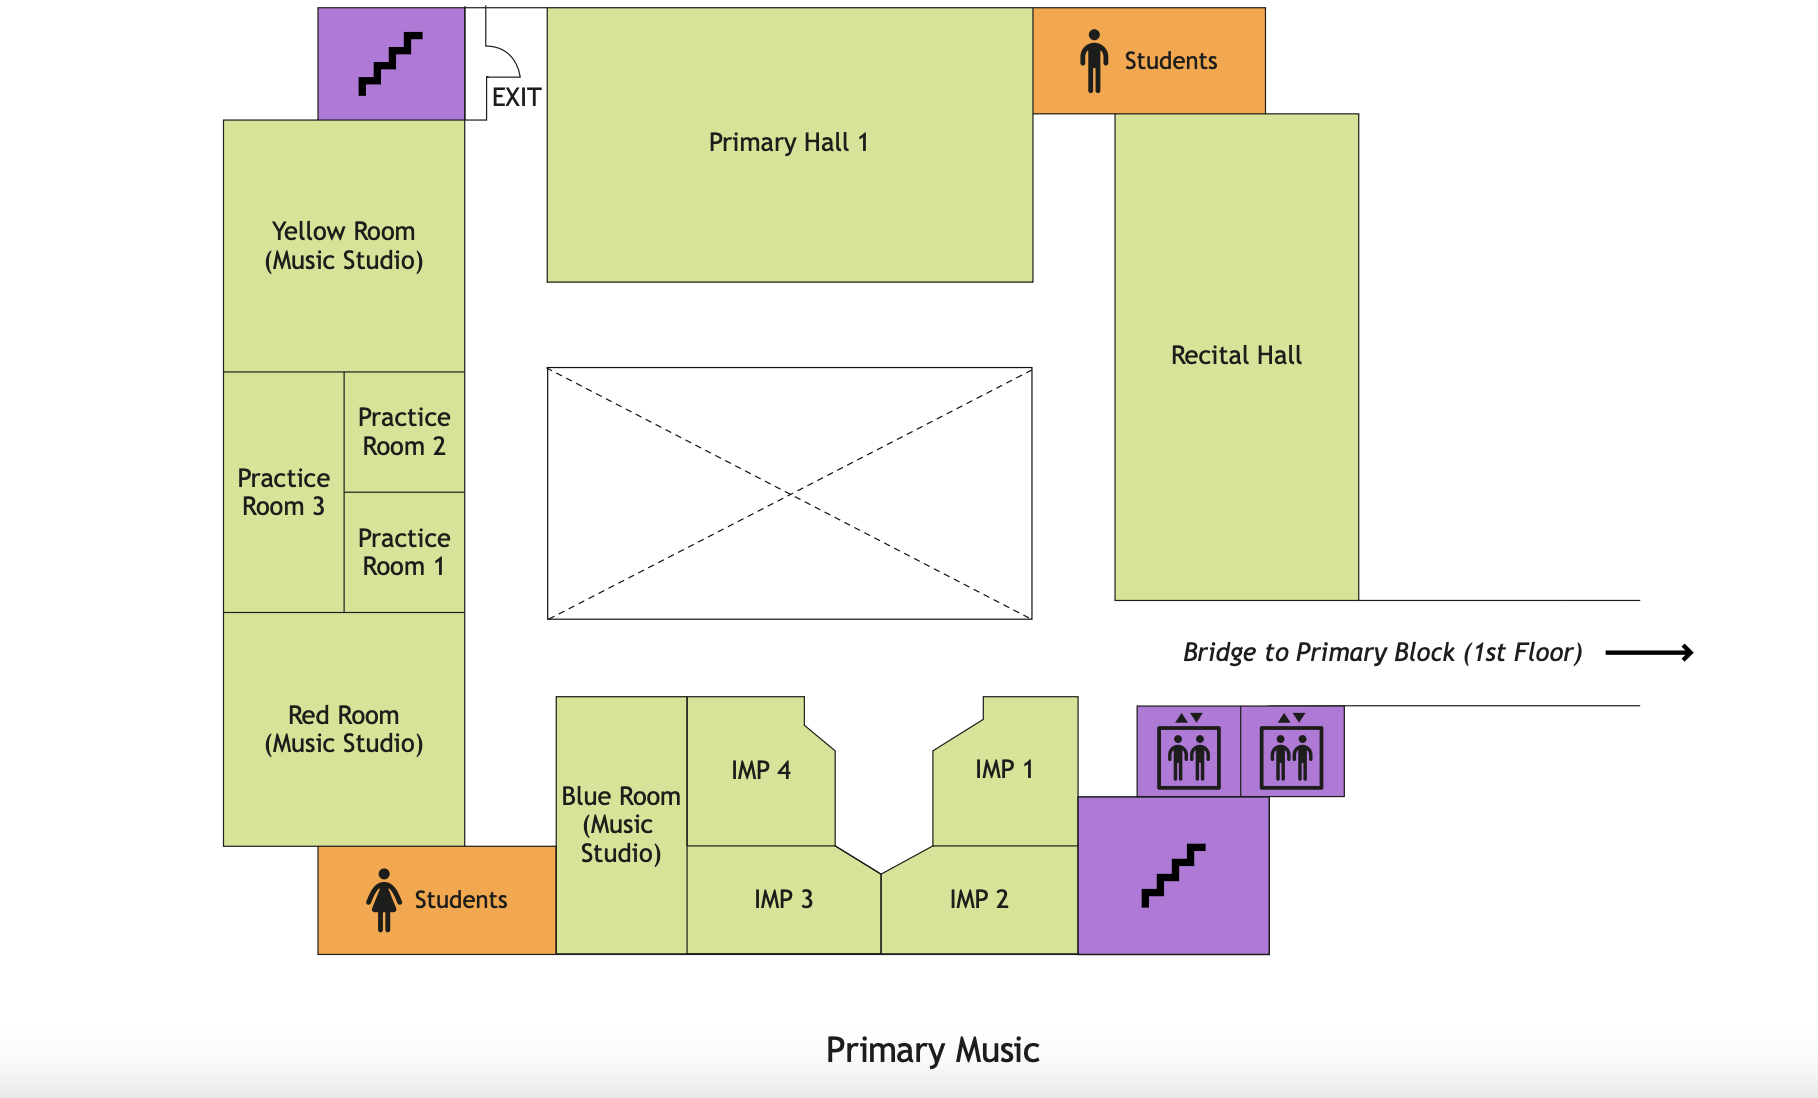 EXIT
Students
Primary Hall 1
Yellow Room
(Music Studio)
Recital Hall
Practice
Room 2
Practice
Room 3
Practice
Room 1
Bridge to Primary Block (1st Floor)
Red Room
(Music Studio)
IMP 4
IMP 1
Blue Room
(Music
Studio)
Students
IMP 3
IMP 2
Primary Music